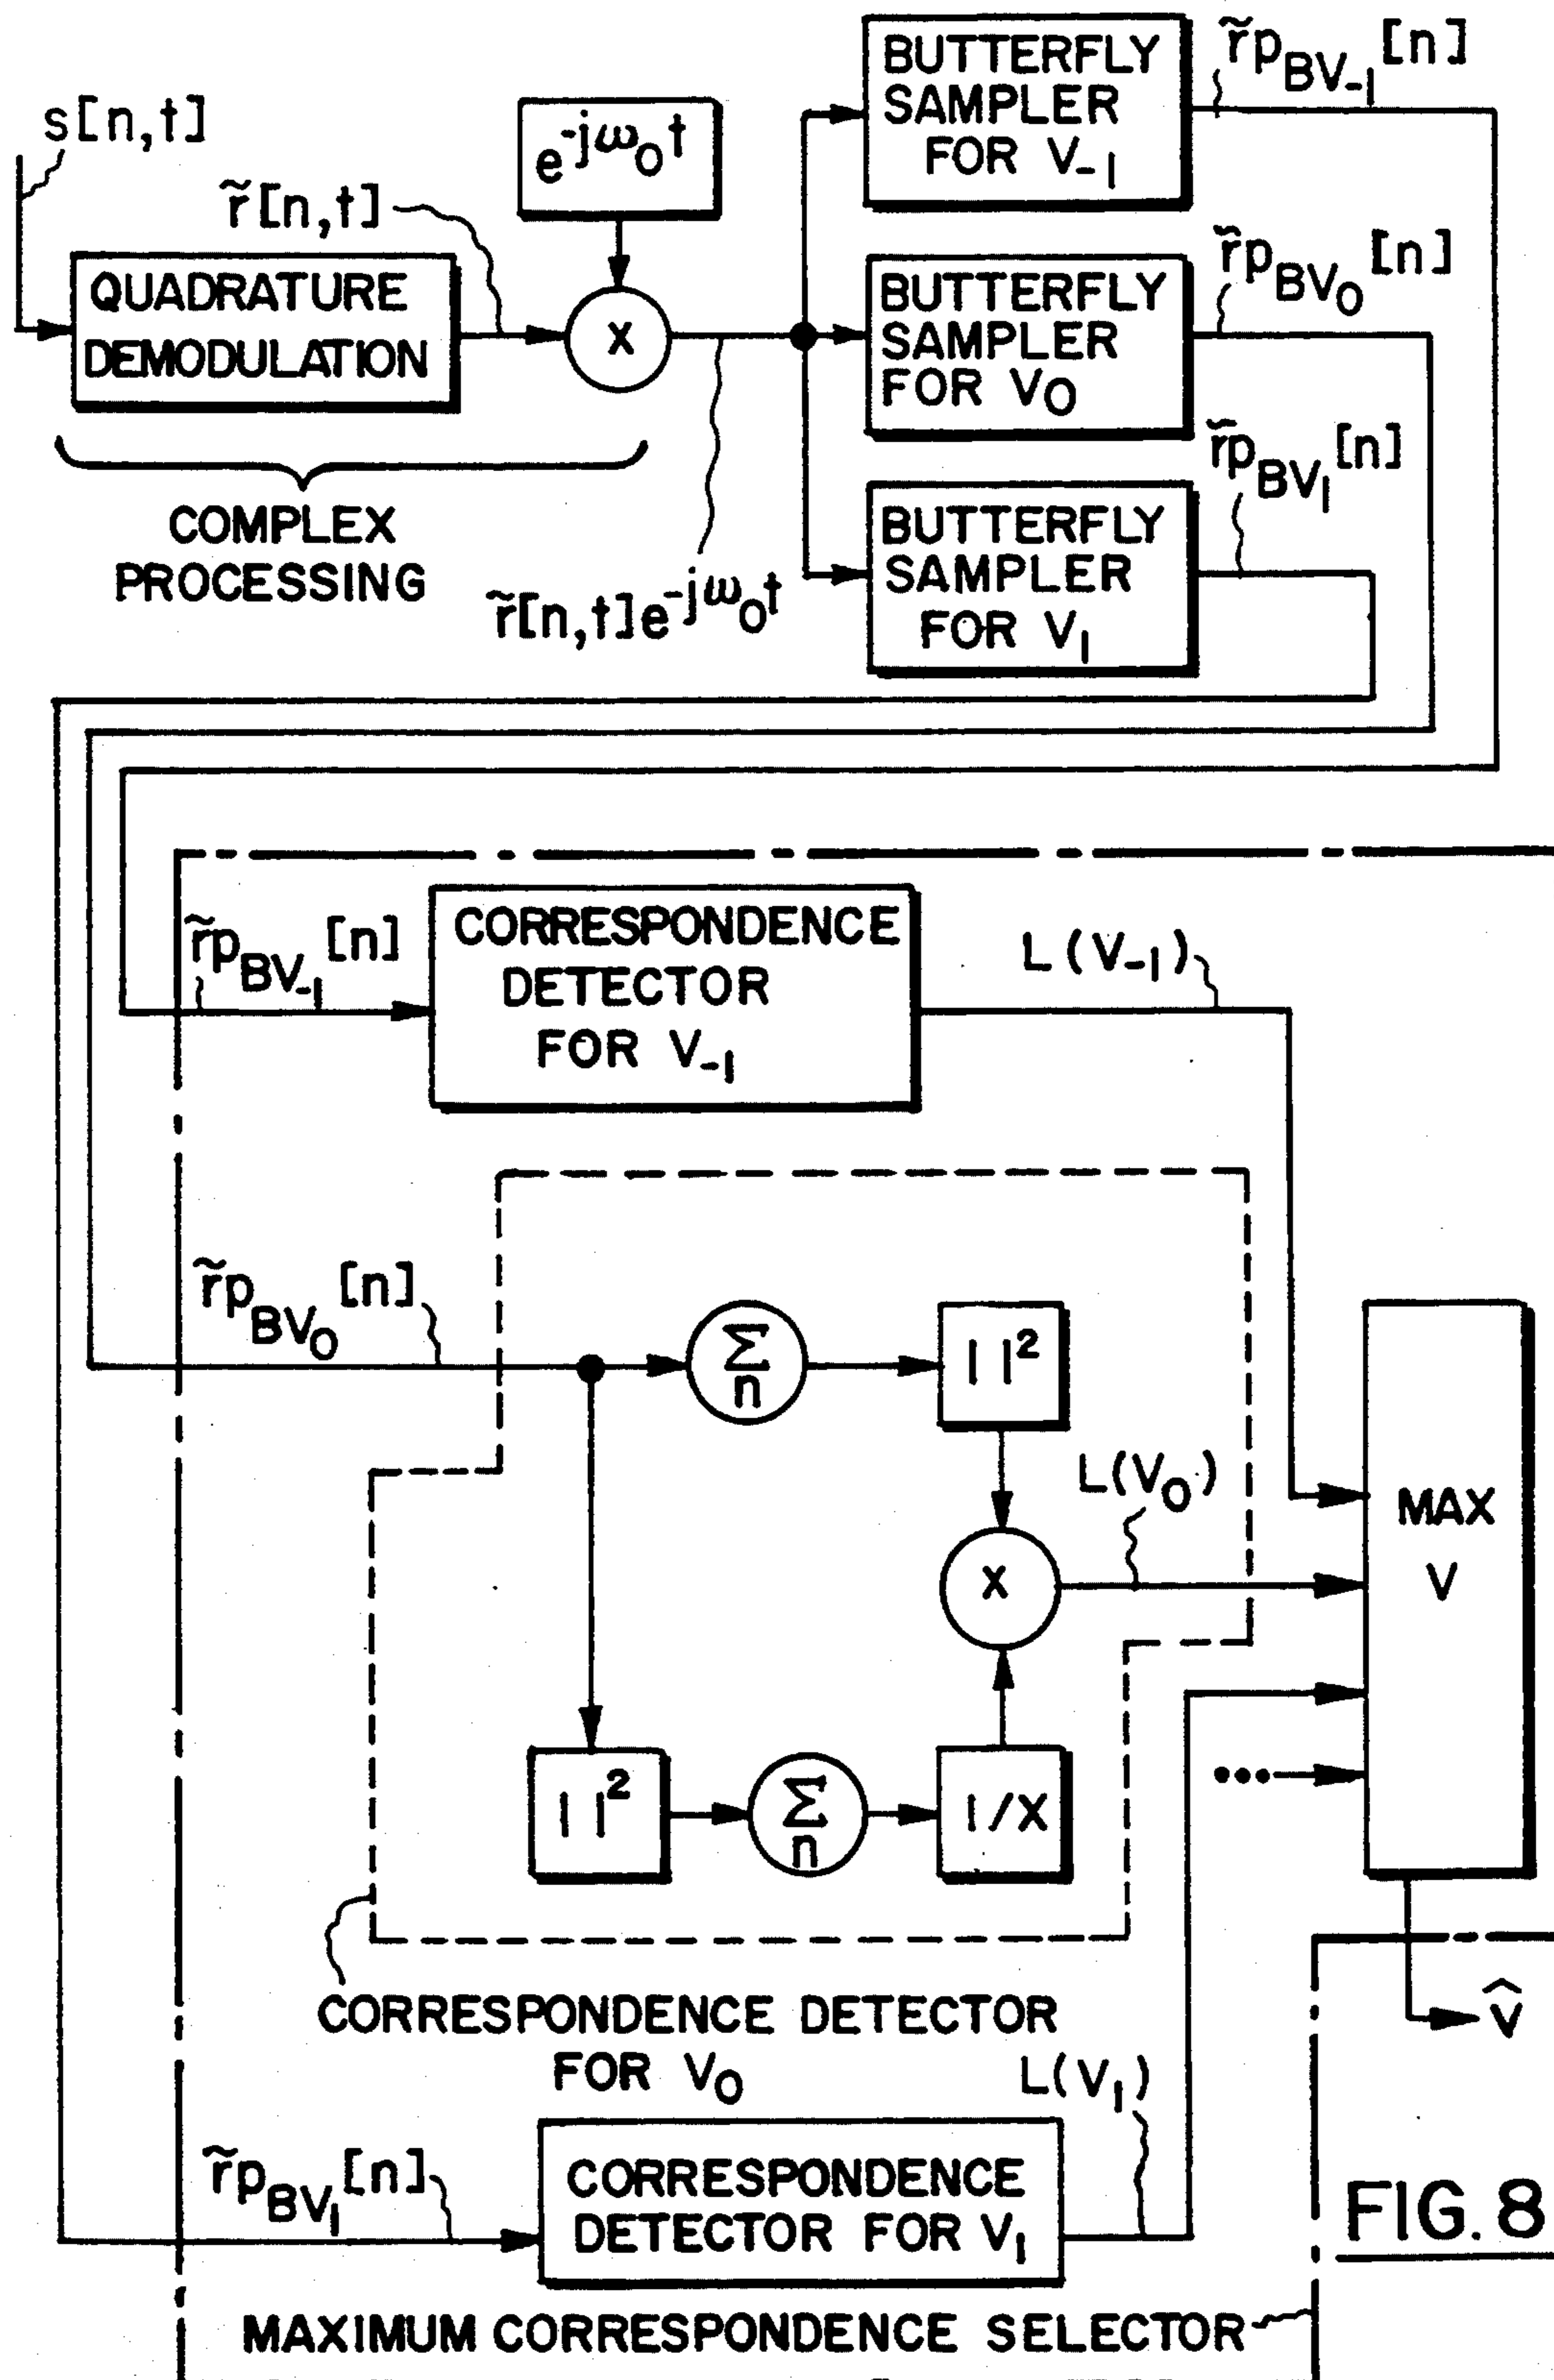 s[n,t]
r̃[n,t]
e^-jω₀t
QUADRATURE
DEMODULATION
X
COMPLEX
PROCESSING
r̃[n,t]e^-jω₀t
BUTTERFLY
SAMPLER
FOR V₋₁
r̃p_BV₋₁[n]
BUTTERFLY
SAMPLER
FOR V₀
r̃p_BV₀[n]
BUTTERFLY
SAMPLER
FOR V₁
r̃p_BV₁[n]
r̃p_BV₋₁[n]
CORRESPONDENCE
DETECTOR
FOR V₋₁
L(V₋₁)
r̃p_BV₀[n]
Σ
n
| |²
L(V₀)
X
MAX
V
| |²
Σ
n
1/X
•••
CORRESPONDENCE DETECTOR
FOR V₀
V̂
L(V₁)
r̃p_BV₁[n]
CORRESPONDENCE
DETECTOR FOR V₁
FIG. 8
MAXIMUM CORRESPONDENCE SELECTOR